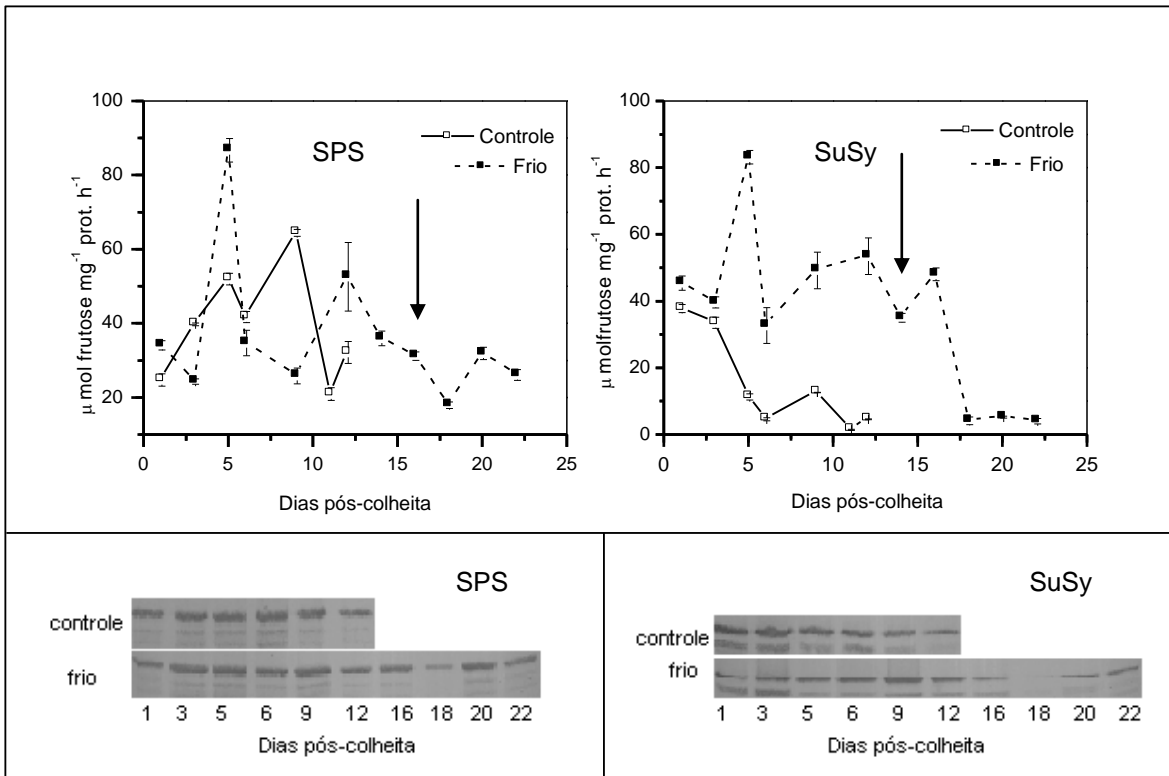 100
80
60
40
20
0 5 10 15 20 25
μ mol frutose mg-1 prot. h-1
Dias pós-colheita
SPS
Controle
Frio
100
80
60
40
20
0
0 5 10 15 20 25
μ molfrutose mg-1 prot. h-1
Dias pós-colheita
SuSy
Controle
Frio
SPS
controle
frio
1 3 5 6 9 12 16 18 20 22
Dias pós-colheita
SuSy
controle
frio
1 3 5 6 9 12 16 18 20 22
Dias pós-colheita